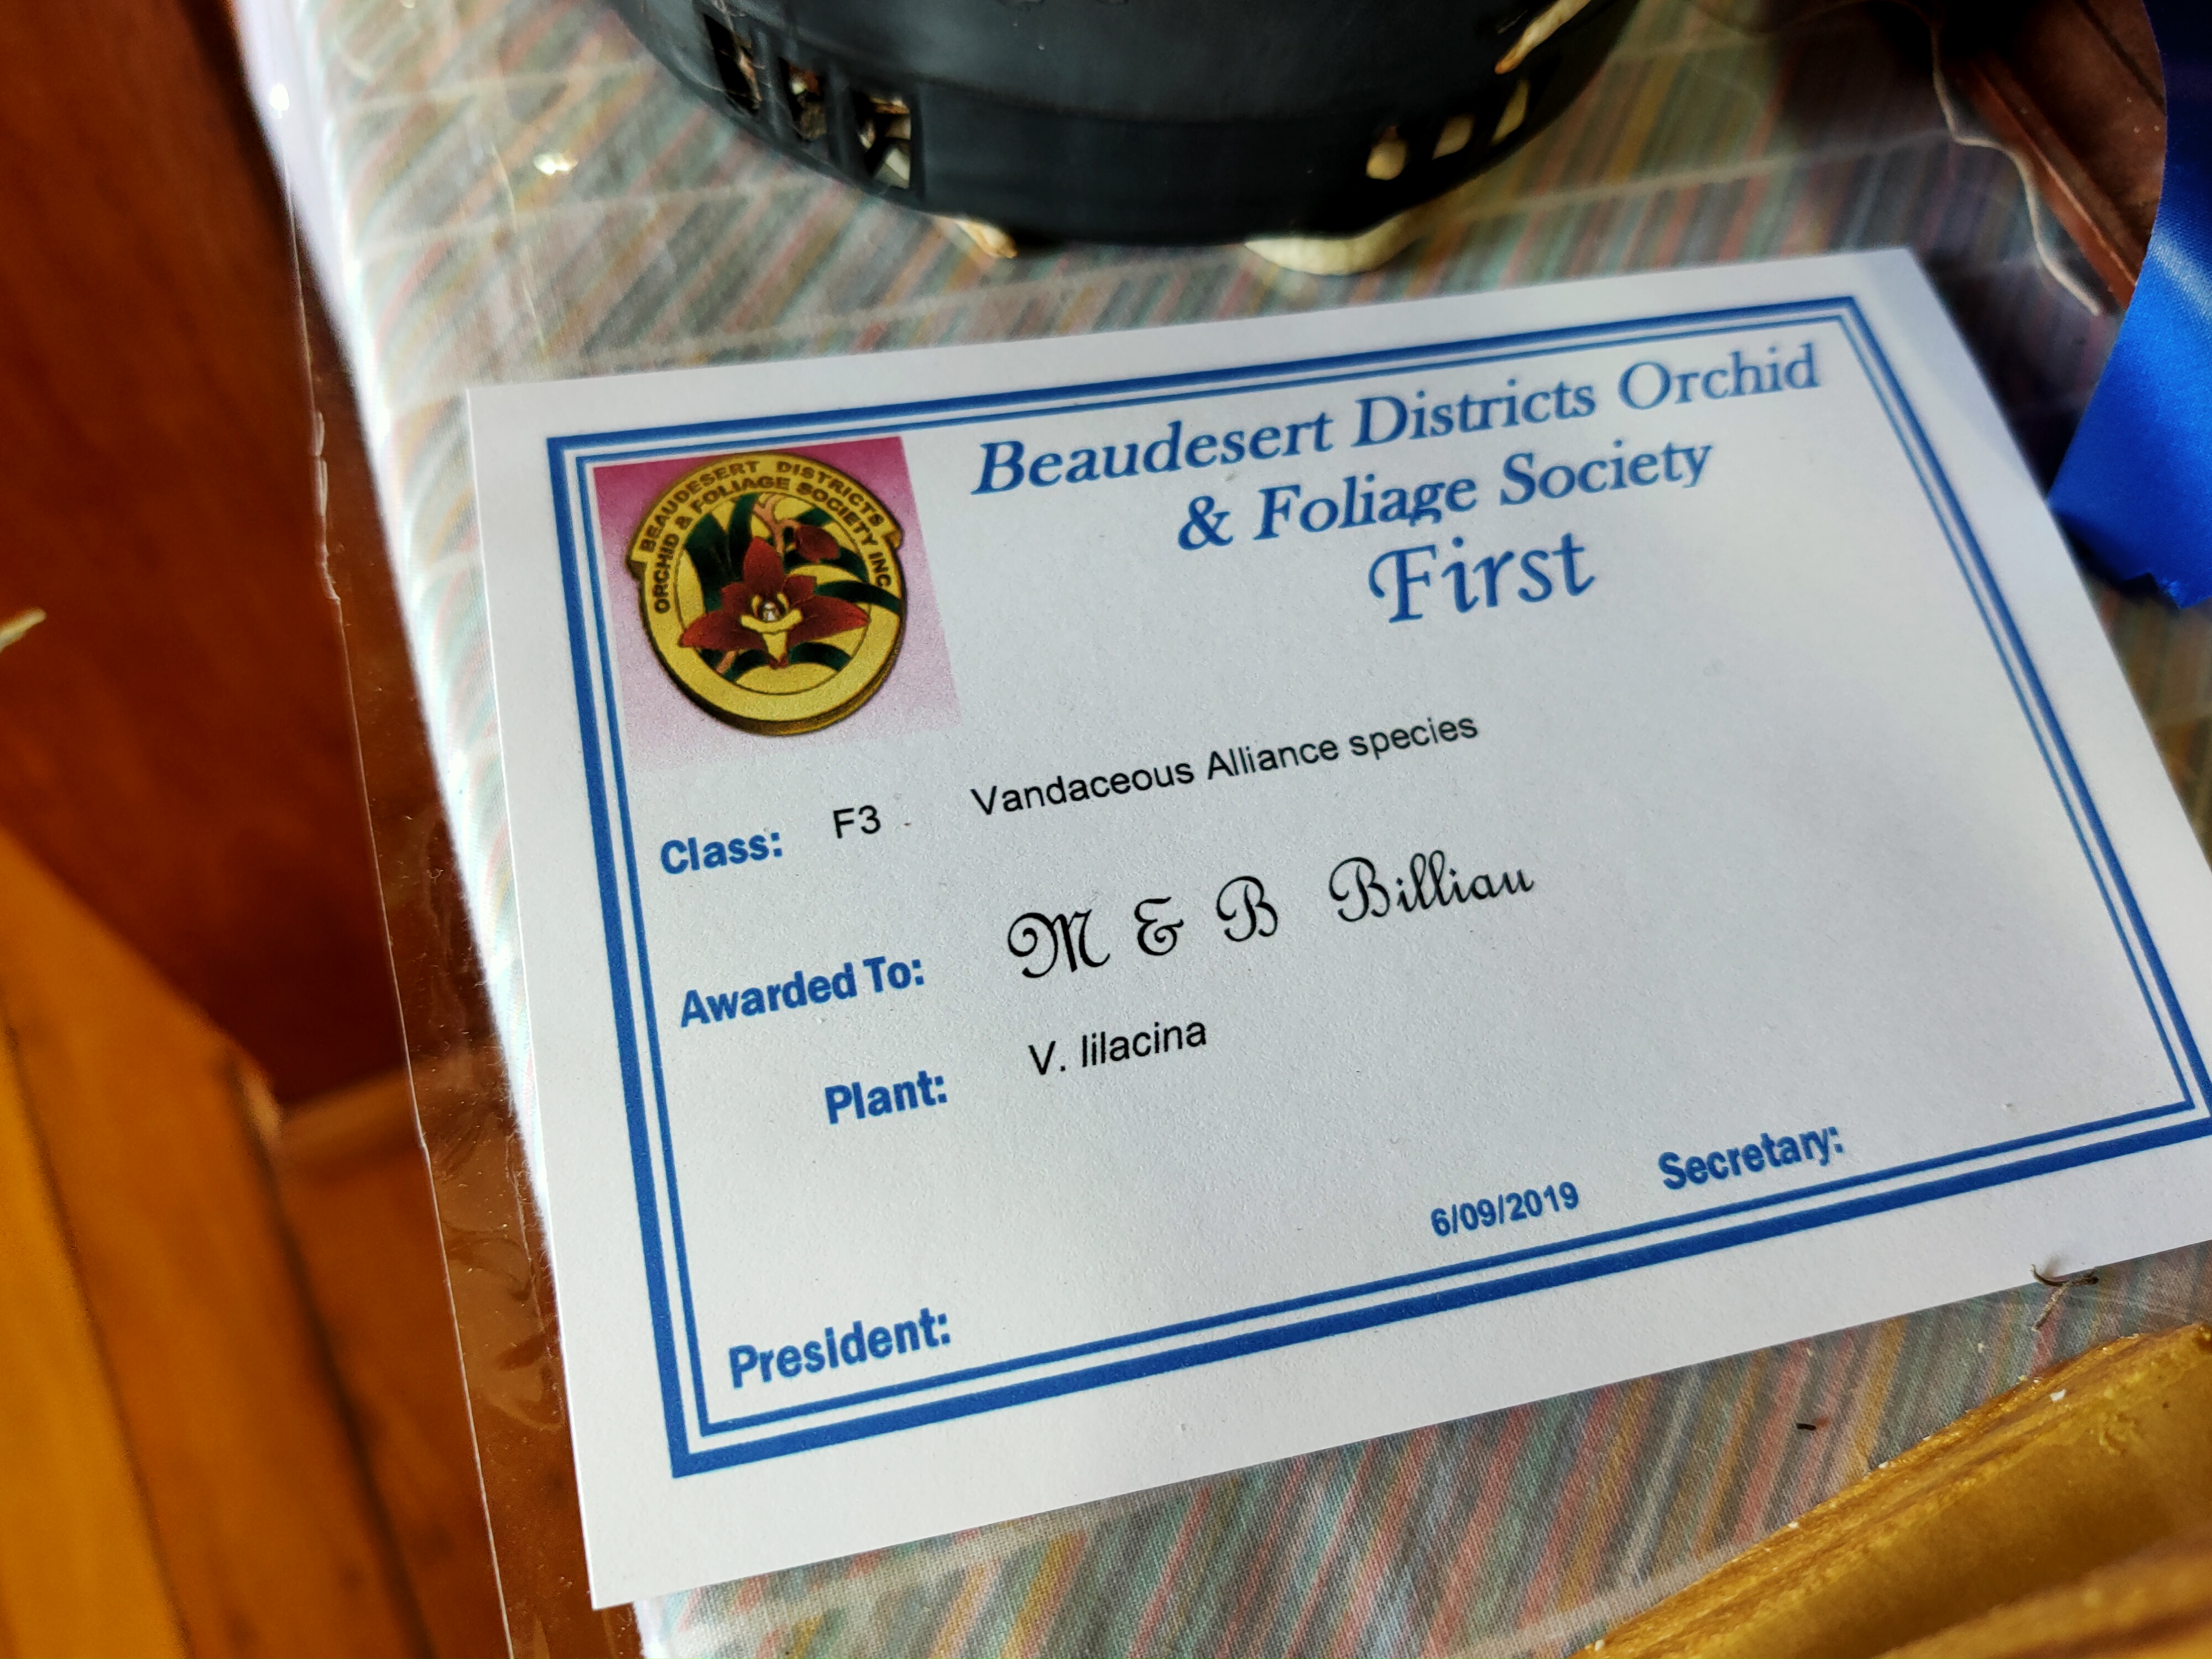 BEAUDESERT DISTRICTS
ORCHID & FOLIAGE SOCIETY INC.
Beaudesert Districts Orchid
& Foliage Society
First
Class: F3 Vandaceous Alliance species
Awarded To: M & B Billiau
Plant: V. lilacina
6/09/2019 Secretary:
President: